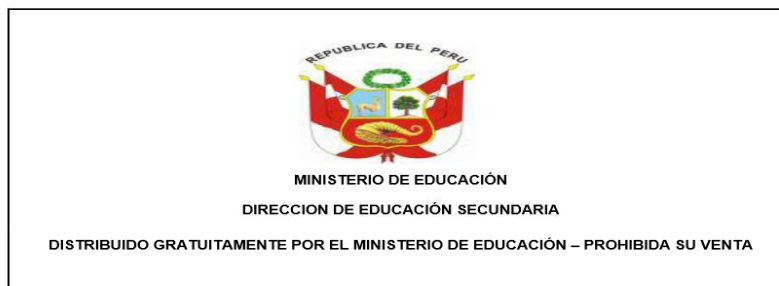 REPUBLICA DEL PERU
MINISTERIO DE EDUCACIÓN
DIRECCION DE EDUCACIÓN SECUNDARIA
DISTRIBUIDO GRATUITAMENTE POR EL MINISTERIO DE EDUCACIÓN – PROHIBIDA SU VENTA